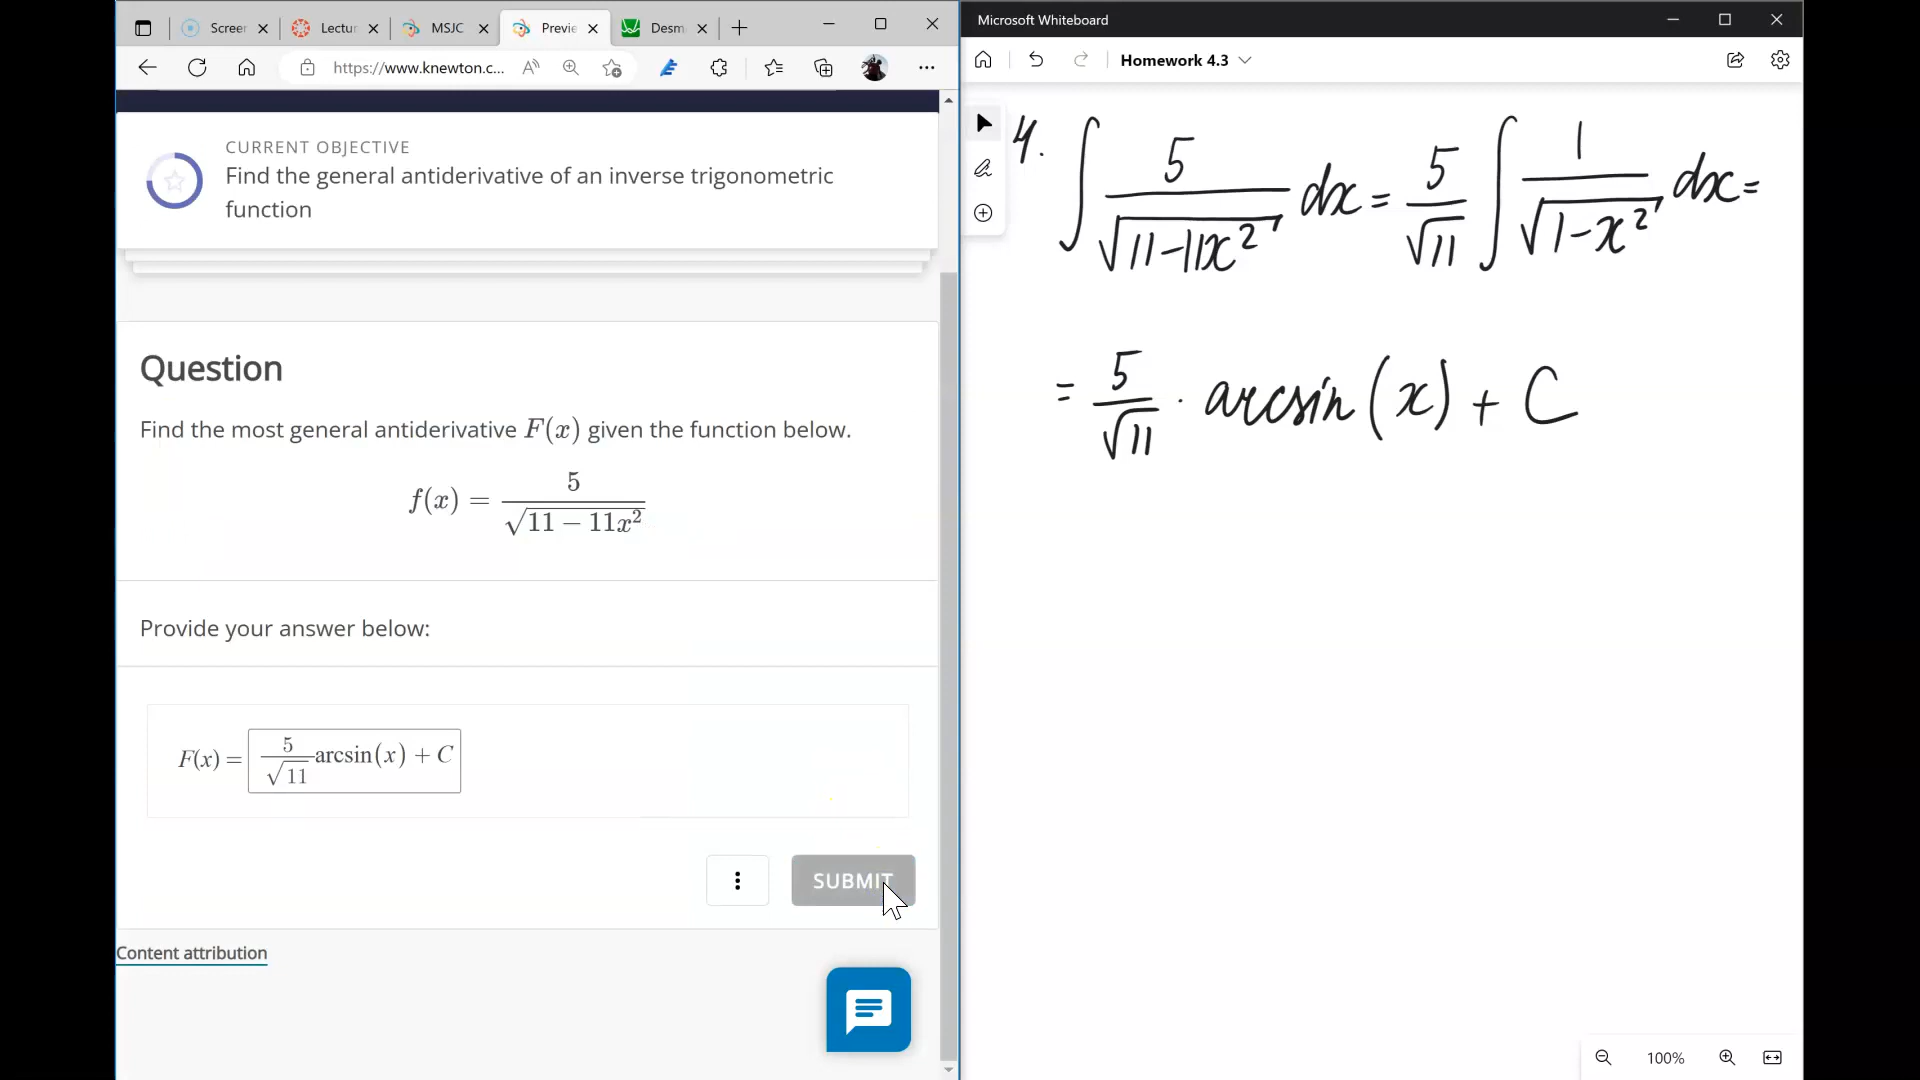 Screer
Lectur
MSJC
Previe
Desm
https://www.knewton.c...
CURRENT OBJECTIVE
Find the general antiderivative of an inverse trigonometric
function
Question
Find the most general antiderivative F(x) given the function below.
f(x) = 5 / √(11 − 11x²)
Provide your answer below:
F(x) = 5/√11 arcsin(x) + C
SUBMIT
Content attribution
Microsoft Whiteboard
Homework 4.3
4. ∫ 5/√(11−11x²) dx = 5/√11 ∫ 1/√(1−x²) dx =
= 5/√11 · arcsin(x) + C
100%